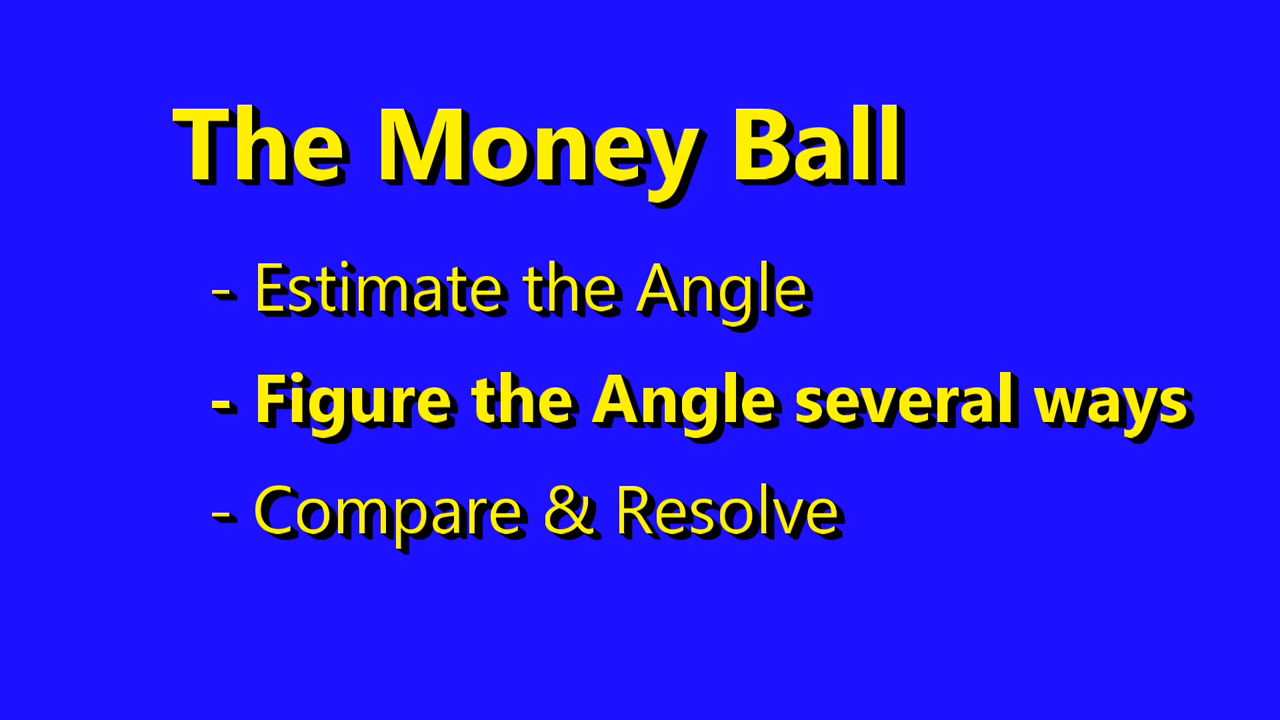 The Money Ball
- Estimate the Angle
- Figure the Angle several ways
- Compare & Resolve